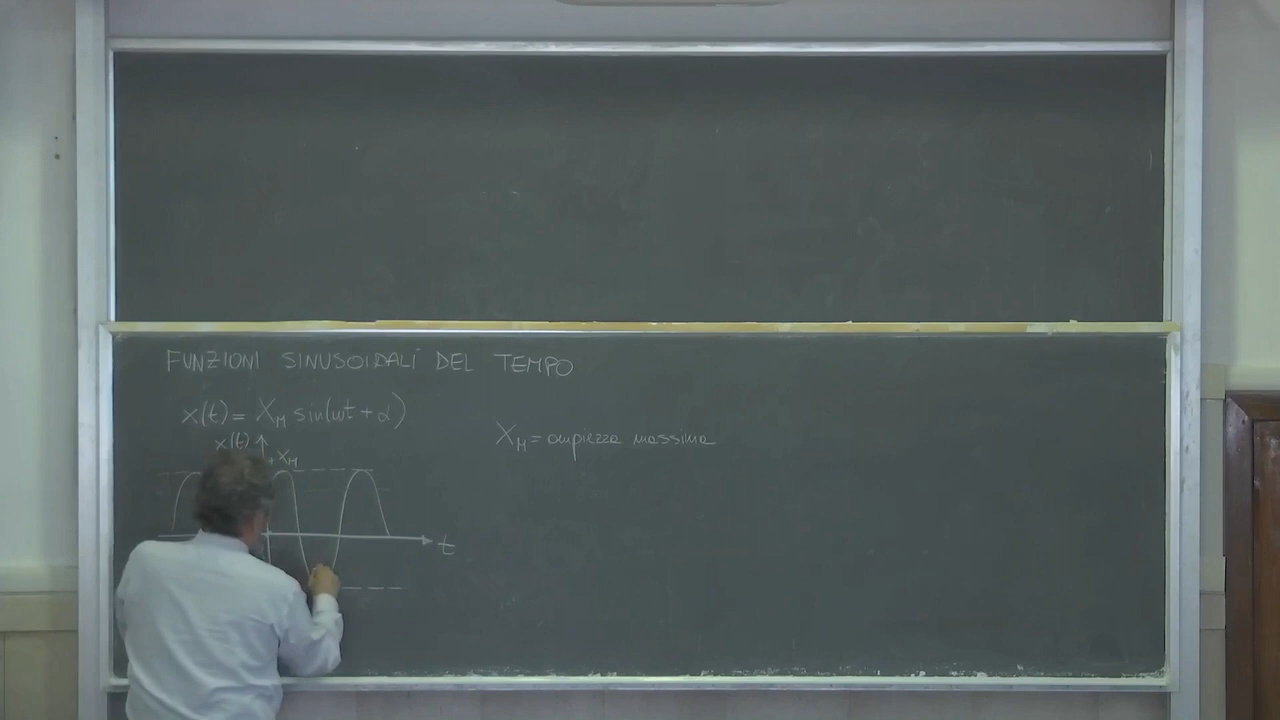 FUNZIONI SINUSOIDALI DEL TEMPO
x(t) = X_M sin(ωt + α)
x(t)
+X_M
X_M = ampiezza massima
t